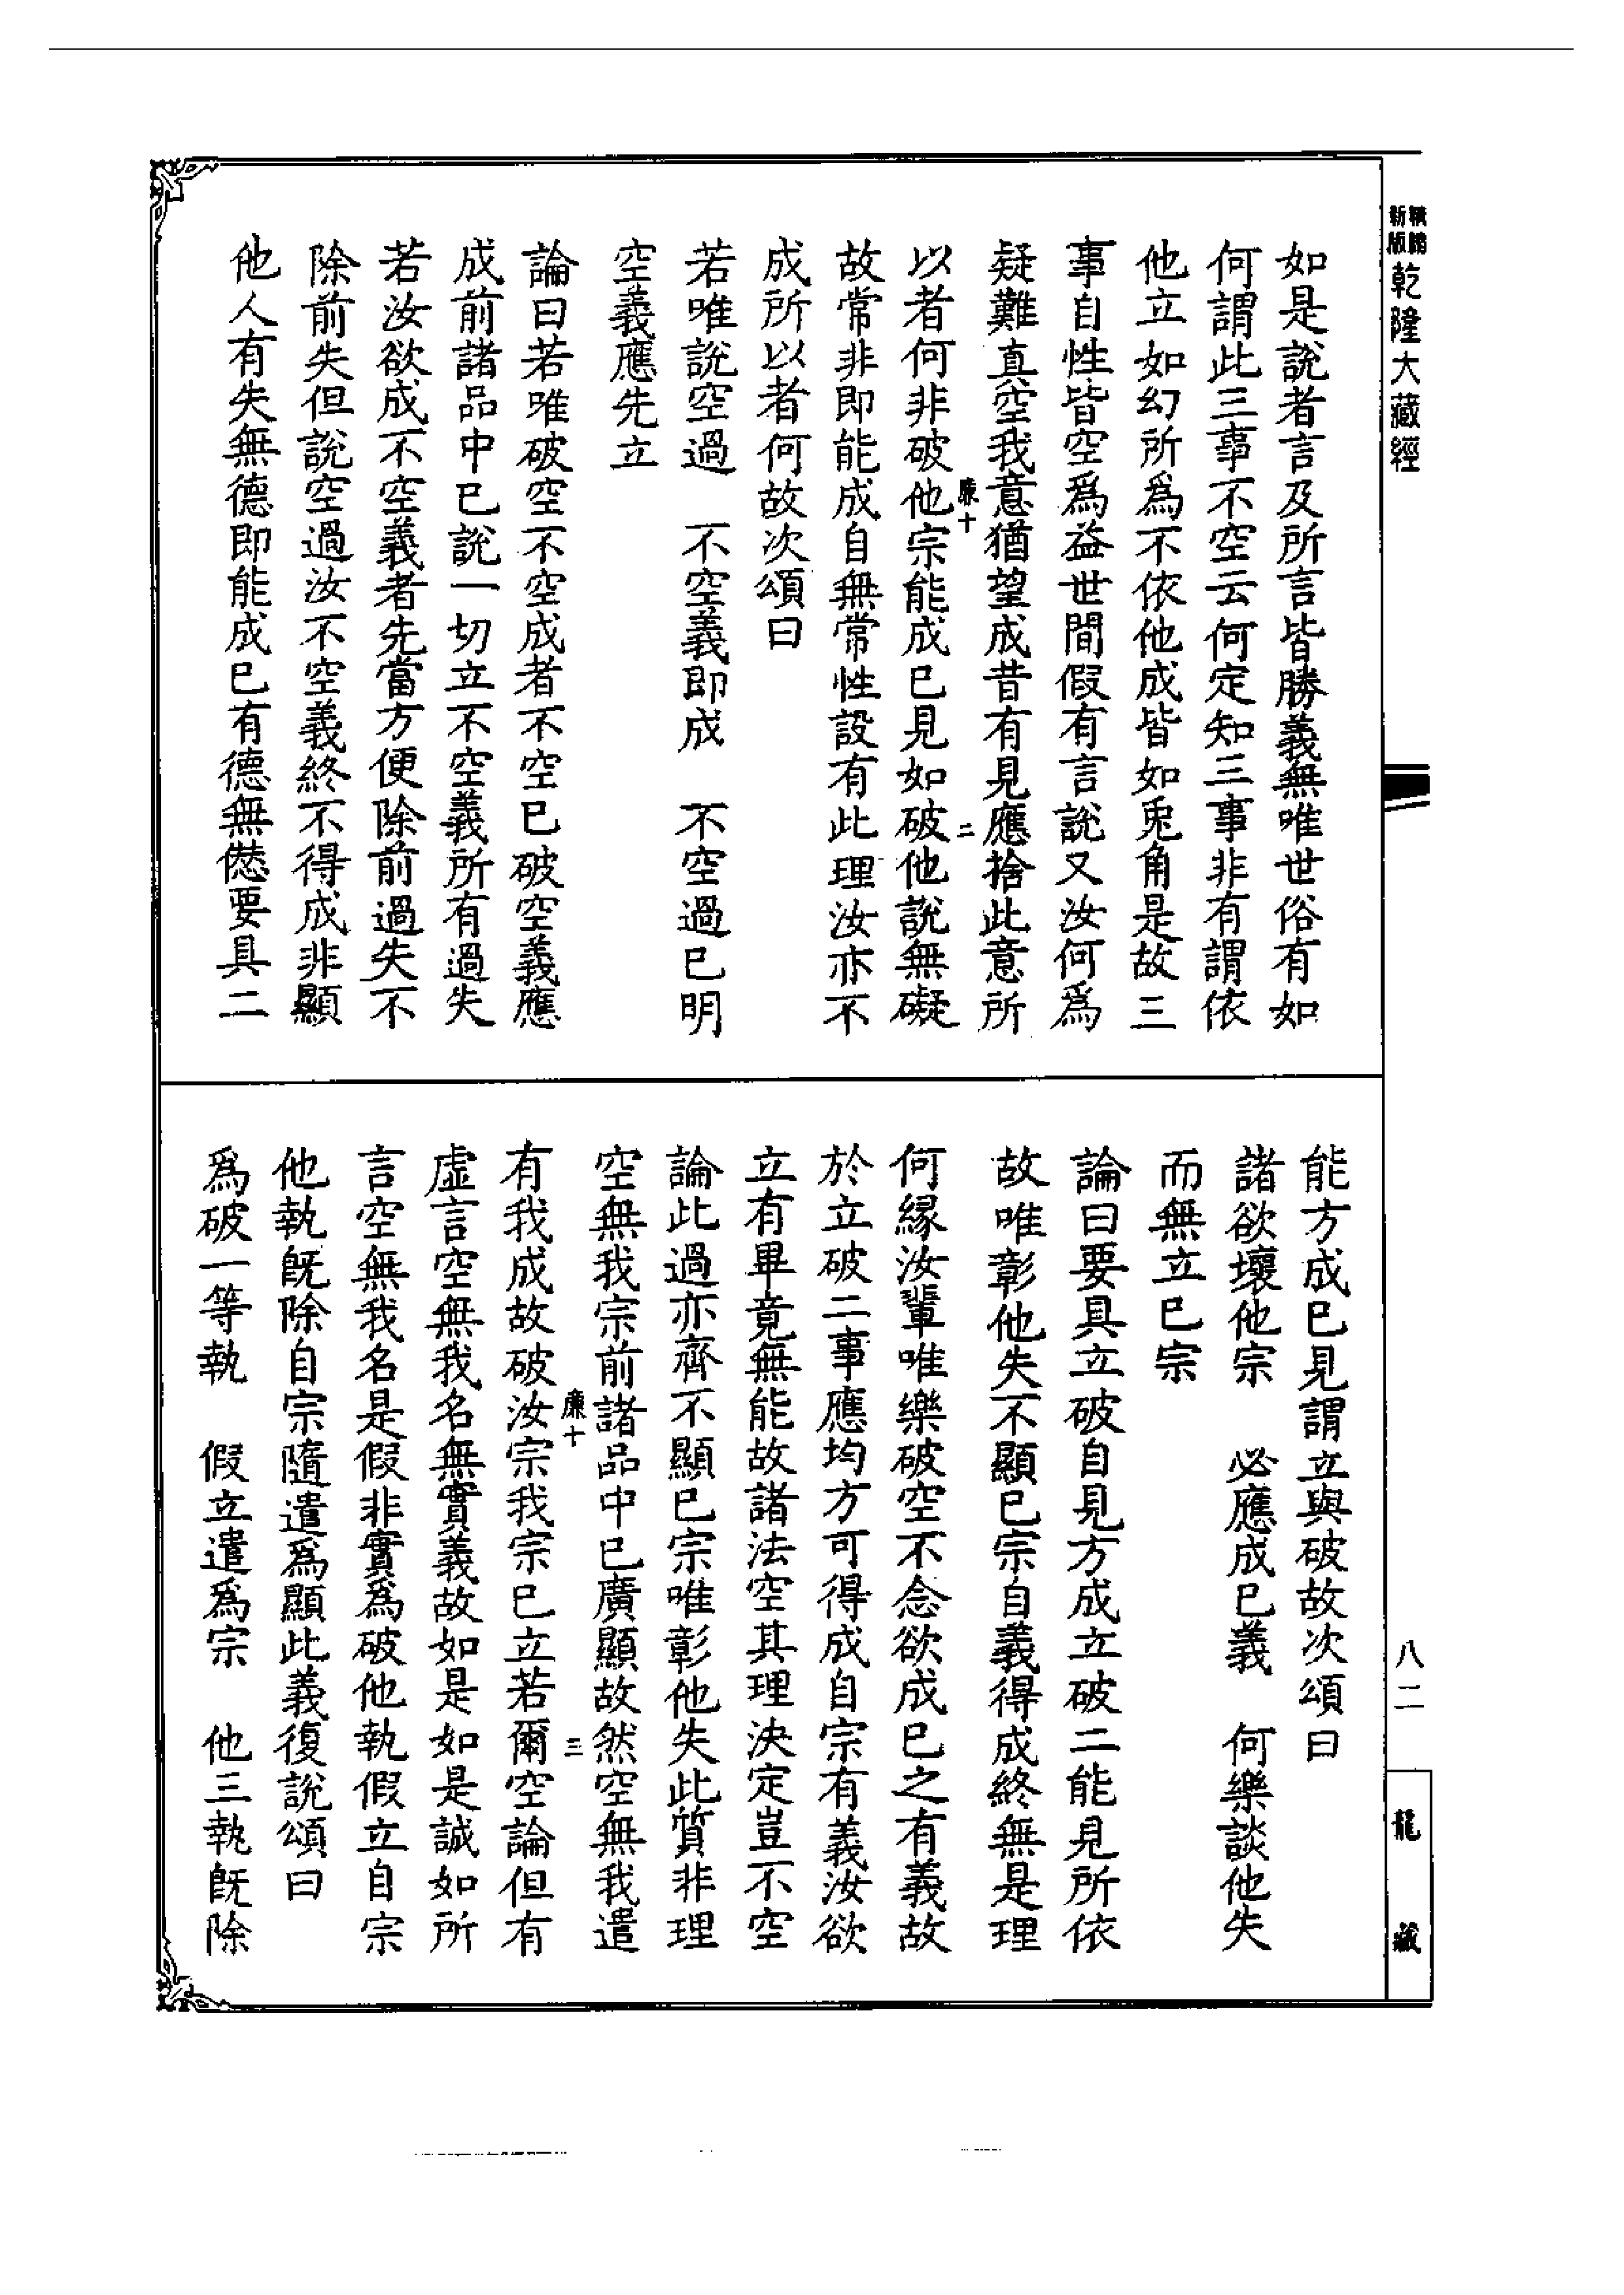 新版精縮乾隆大藏經
如是說者言及所言皆勝義無唯世俗有如
何謂此三事不空云何定知三事非有謂依
他立如幻所為不依他成皆如兎角是故三
事自性皆空爲益世間假有言說又汝何爲
疑難真空我意猶望成昔有見應捨此意所
廉十 二
以者何非破他宗能成已見如破他說無礙
故常非即能成自無常性設有此理汝亦不
成所以者何故次頌曰
若唯說空過 不空義即成 不空過已明
空義應先立
論曰若唯破空不空成者不空已破空義應
成前諸品中已說一切立不空義所有過失
若汝欲成不空義者先當方便除前過失不
除前失但說空過汝不空義終不得成非顯
他人有失無德即能成已有德無愆要具二
能方成已見謂立與破故次頌曰
諸欲壞他宗 必應成已義 何樂談他失
而無立已宗
論曰要具立破自見方成立破二能見所依
故唯彰他失不顯已宗自義得成終無是理
何緣汝輩唯樂破空不念欲成已之有義故
於立破二事應均方可得成自宗有義汝欲
立有畢竟無能故諸法空其理決定豈不空
論此過亦齊不顯已宗唯彰他失此質非理
空無我宗前諸品中已廣顯故然空無我遣
廉十 三
有我成故破汝宗我宗已立若爾空論但有
虛言空無我名無實義故如是如是誠如所
言空無我名是假非實爲破他執假立自宗
他執旣除自宗隨遣爲顯此義復說頌曰
爲破一等執 假立遣爲宗 他三執旣除
八二
龍藏